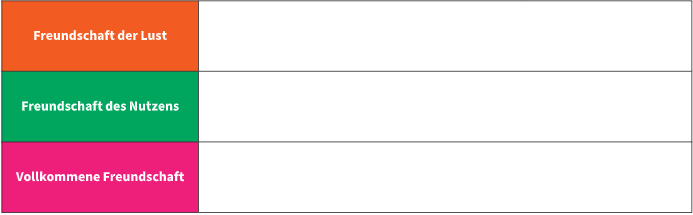 Freundschaft der Lust
Freundschaft des Nutzens
Vollkommene Freundschaft